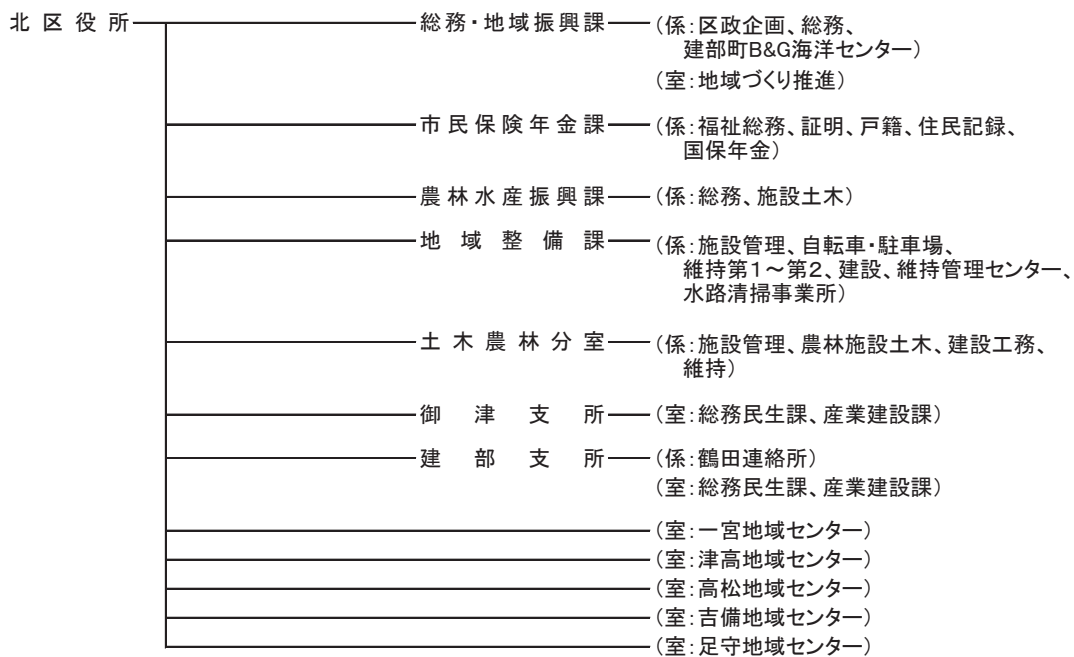 北区役所 総務・地域振興課 (係:区政企画、総務、
建部町B&G海洋センター)
(室:地域づくり推進)
市民保険年金課 (係:福祉総務、証明、戸籍、住民記録、
国保年金)
農林水産振興課 (係:総務、施設土木)
地域整備課 (係:施設管理、自転車・駐車場、
維持第1~第2、建設、維持管理センター、
水路清掃事業所)
土木農林分室 (係:施設管理、農林施設土木、建設工務、
維持)
御津支所 (室:総務民生課、産業建設課)
建部支所 (係:鶴田連絡所)
(室:総務民生課、産業建設課)
(室:一宮地域センター)
(室:津高地域センター)
(室:高松地域センター)
(室:吉備地域センター)
(室:足守地域センター)